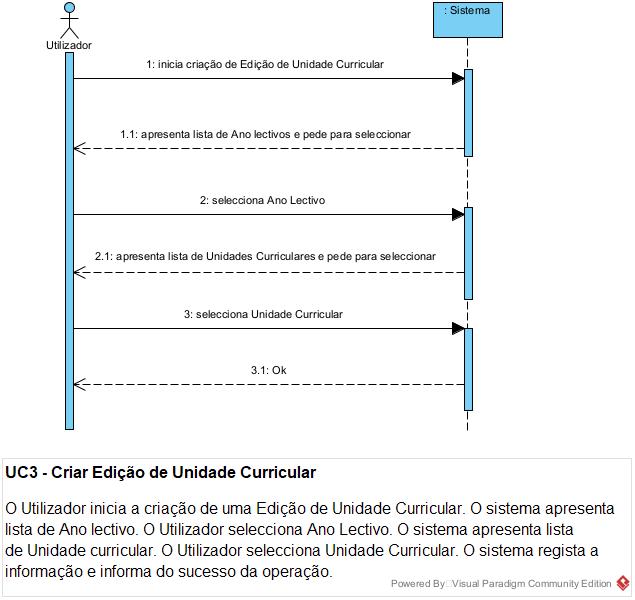 : Sistema
Utilizador
1: inicia criação de Edição de Unidade Curricular
1.1: apresenta lista de Ano lectivos e pede para seleccionar
2: selecciona Ano Lectivo
2.1: apresenta lista de Unidades Curriculares e pede para seleccionar
3: selecciona Unidade Curricular
3.1: Ok
UC3 - Criar Edição de Unidade Curricular
O Utilizador inicia a criação de uma Edição de Unidade Curricular. O sistema apresenta
lista de Ano lectivo. O Utilizador selecciona Ano Lectivo. O sistema apresenta lista
de Unidade curricular. O Utilizador selecciona Unidade Curricular. O sistema regista a
informação e informa do sucesso da operação.
Powered By Visual Paradigm Community Edition